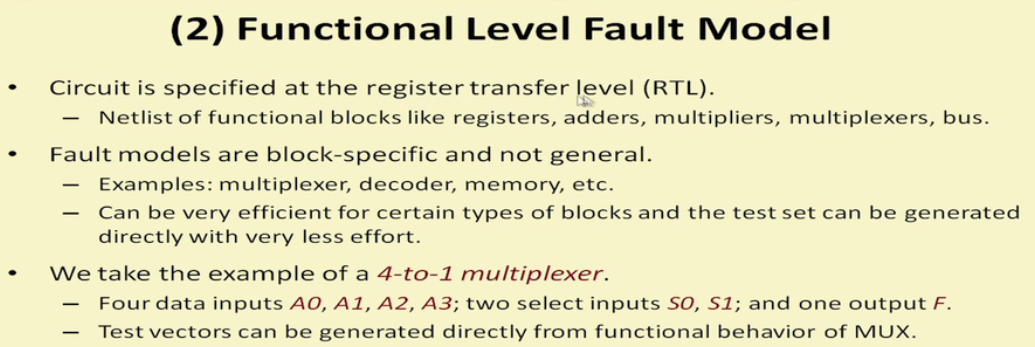 (2) Functional Level Fault Model
• Circuit is specified at the register transfer level (RTL).
– Netlist of functional blocks like registers, adders, multipliers, multiplexers, bus.
• Fault models are block-specific and not general.
– Examples: multiplexer, decoder, memory, etc.
– Can be very efficient for certain types of blocks and the test set can be generated
directly with very less effort.
• We take the example of a 4-to-1 multiplexer.
– Four data inputs A0, A1, A2, A3; two select inputs S0, S1; and one output F.
– Test vectors can be generated directly from functional behavior of MUX.